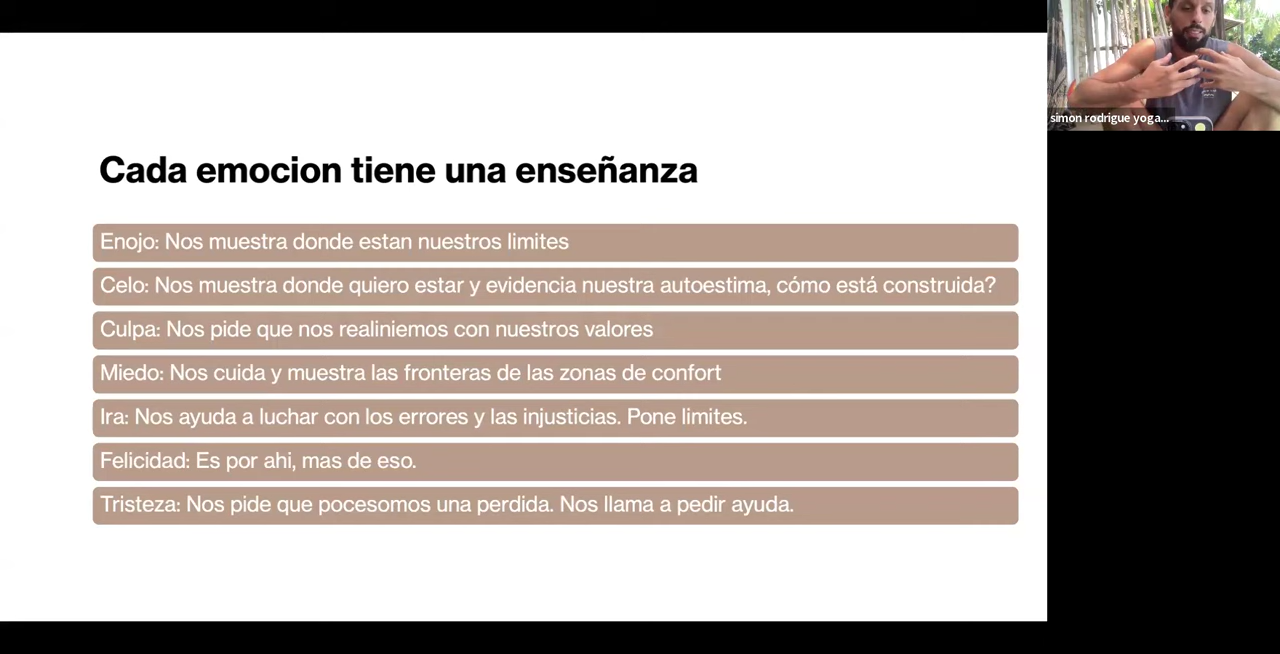 simon rodrigue yoga...
Cada emocion tiene una enseñanza
Enojo: Nos muestra donde estan nuestros limites
Celo: Nos muestra donde quiero estar y evidencia nuestra autoestima, cómo está construida?
Culpa: Nos pide que nos realiniemos con nuestros valores
Miedo: Nos cuida y muestra las fronteras de las zonas de confort
Ira: Nos ayuda a luchar con los errores y las injusticias. Pone limites.
Felicidad: Es por ahi, mas de eso.
Tristeza: Nos pide que pocesomos una perdida. Nos llama a pedir ayuda.